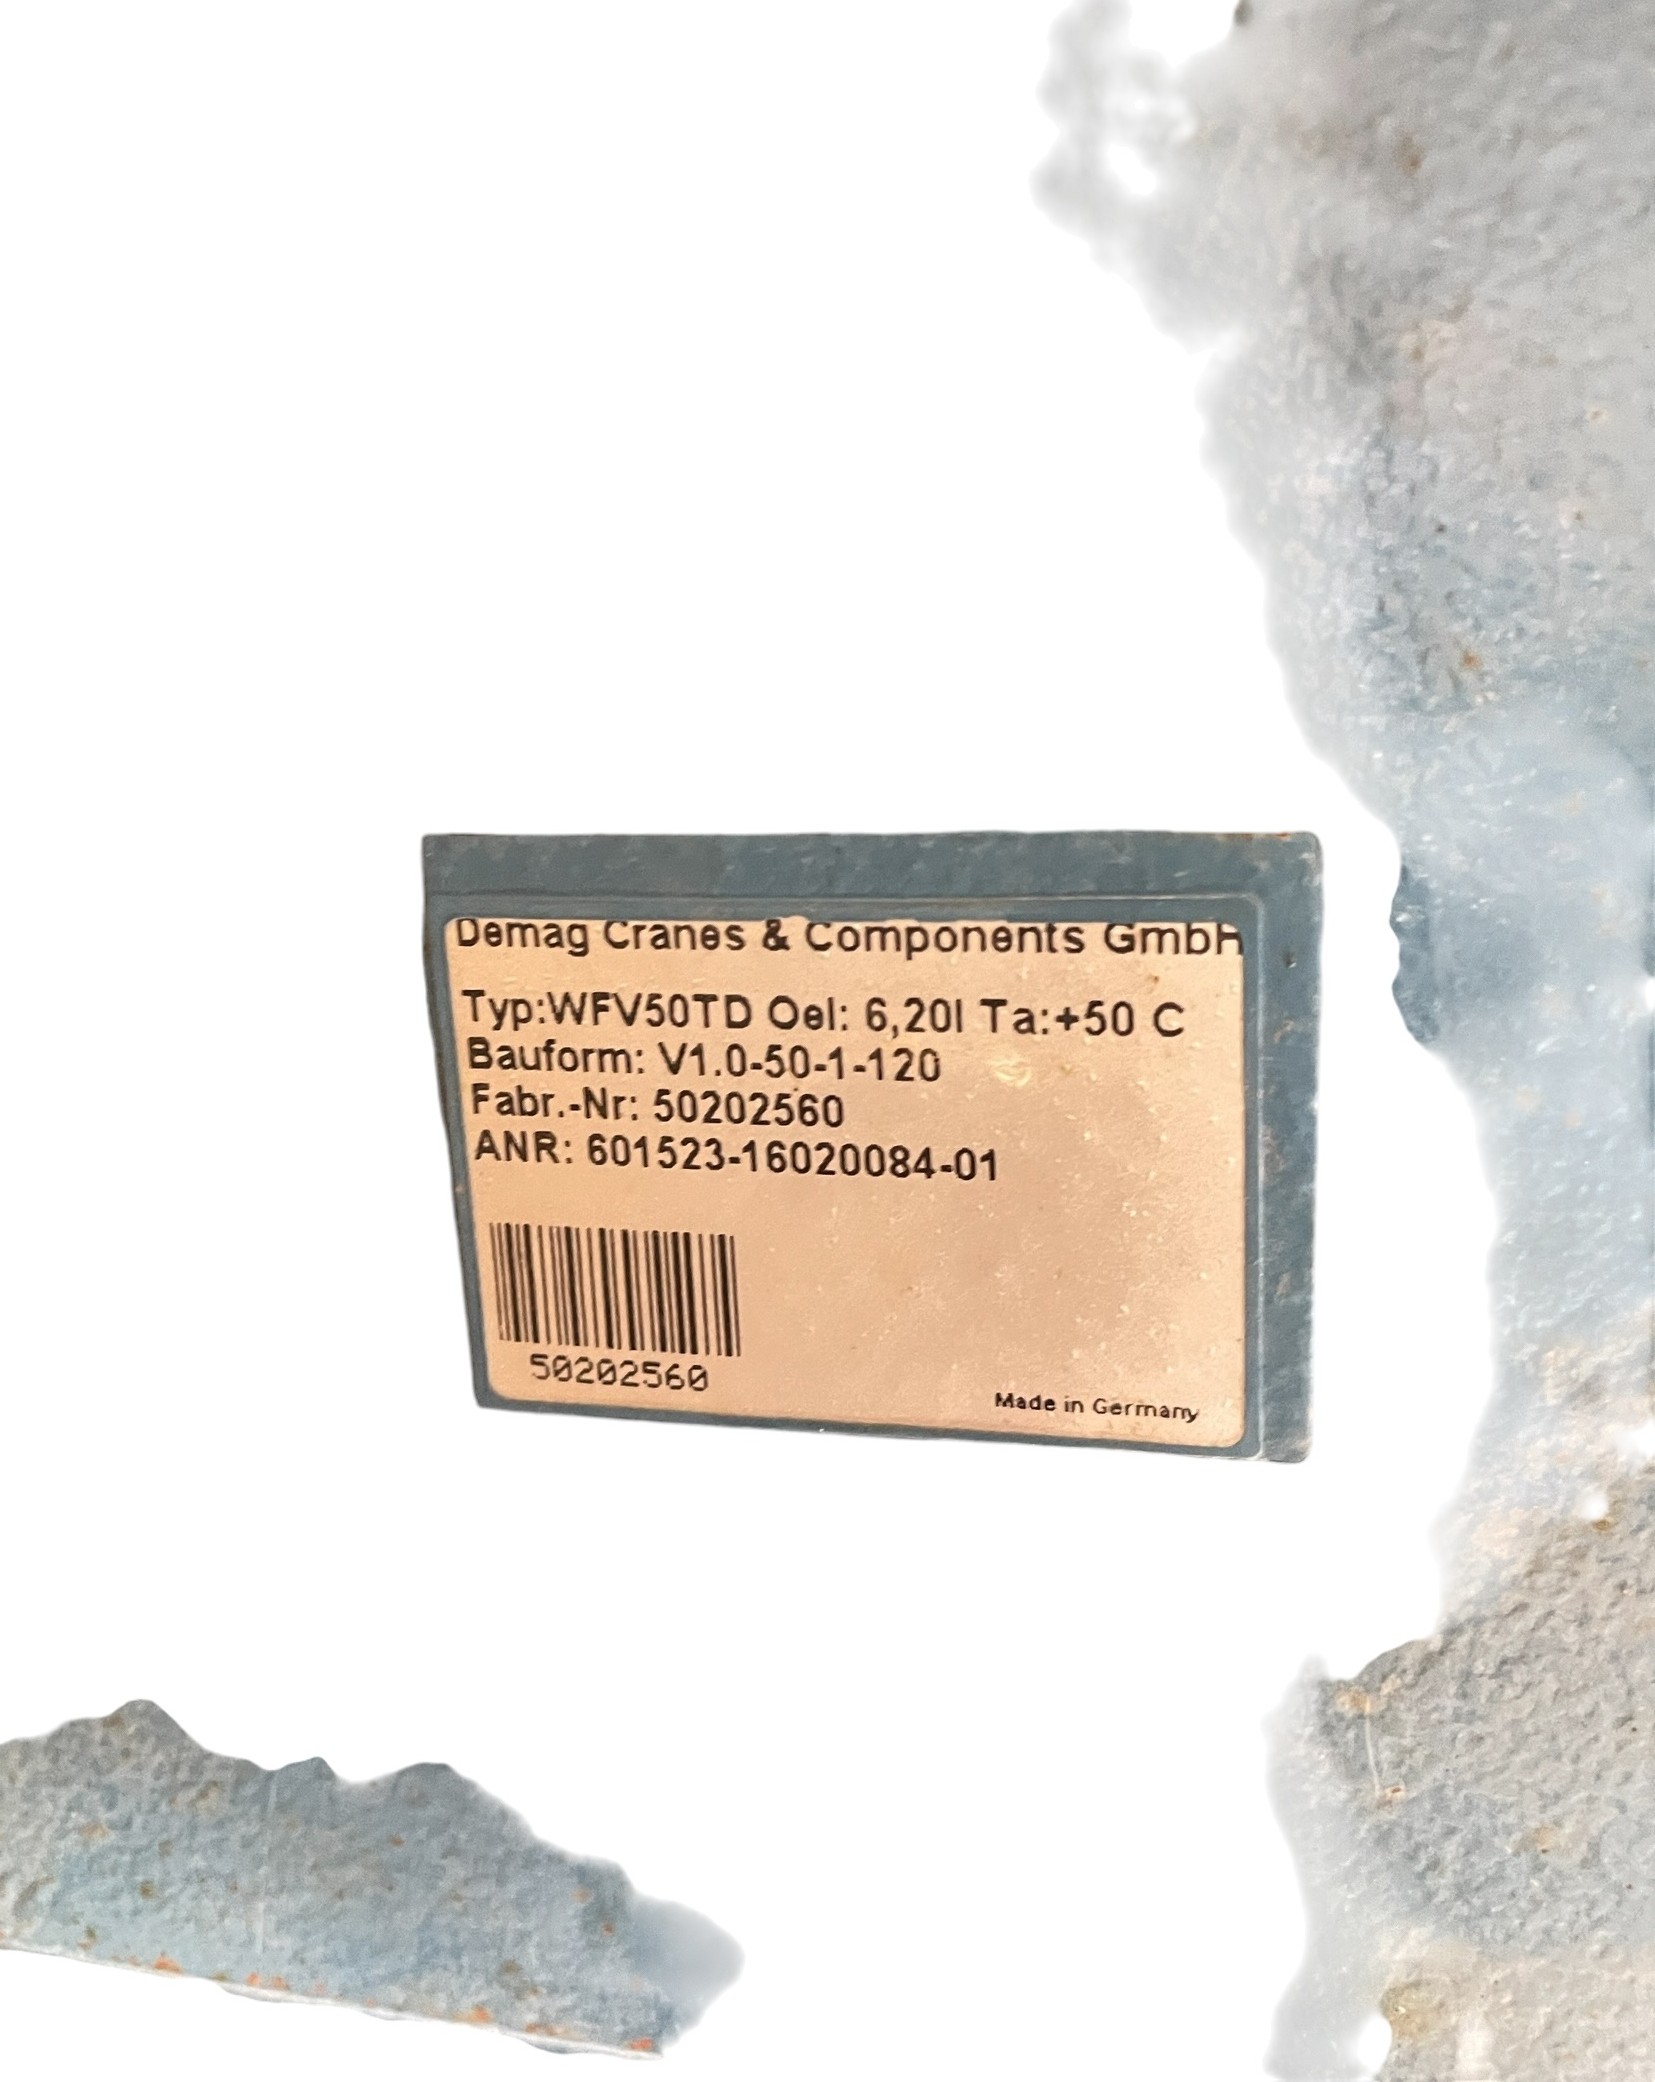 Demag Cranes & Components GmbH
Typ:WFV50TD Oel: 6,20l Ta:+50 C
Bauform: V1.0-50-1-120
Fabr.-Nr: 50202560
ANR: 601523-16020084-01
50202560
Made in Germany